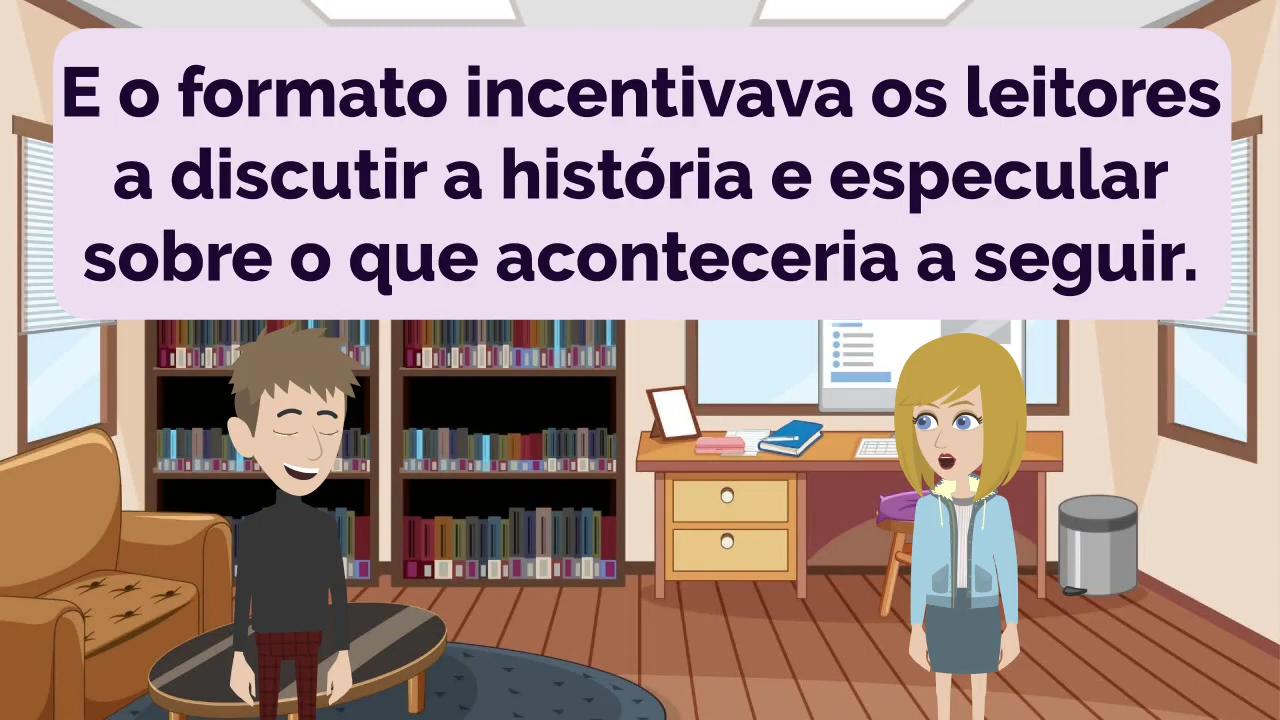 E o formato incentivava os leitores
a discutir a história e especular
sobre o que aconteceria a seguir.